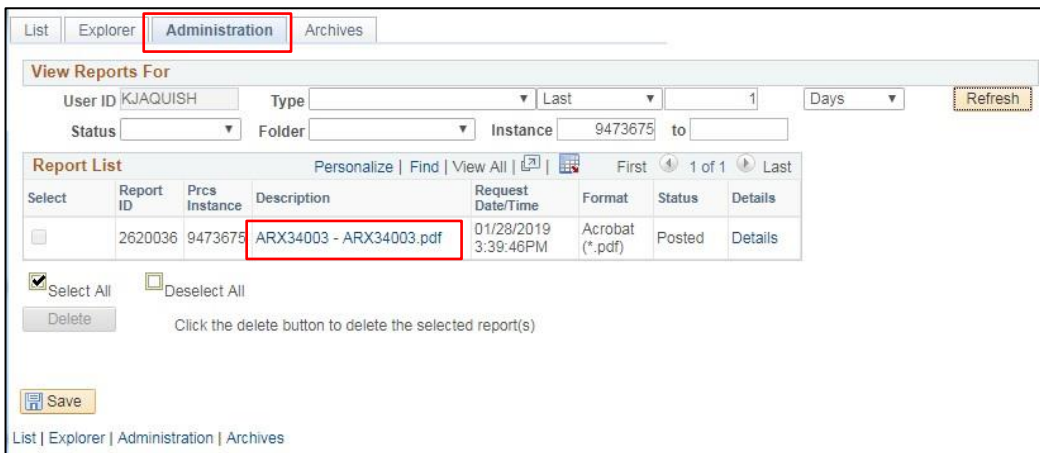 List Explorer Administration Archives
View Reports For
User ID KJAQUISH Type Last 1 Days Refresh
Status Folder Instance 9473675 to
Report List Personalize | Find | View All | | First 1 of 1 Last
Select Report ID Prcs Instance Description Request Date/Time Format Status Details
2620036 9473675 ARX34003 - ARX34003.pdf 01/28/2019 3:39:46PM Acrobat (*.pdf) Posted Details
Select All Deselect All
Delete Click the delete button to delete the selected report(s)
Save
List | Explorer | Administration | Archives